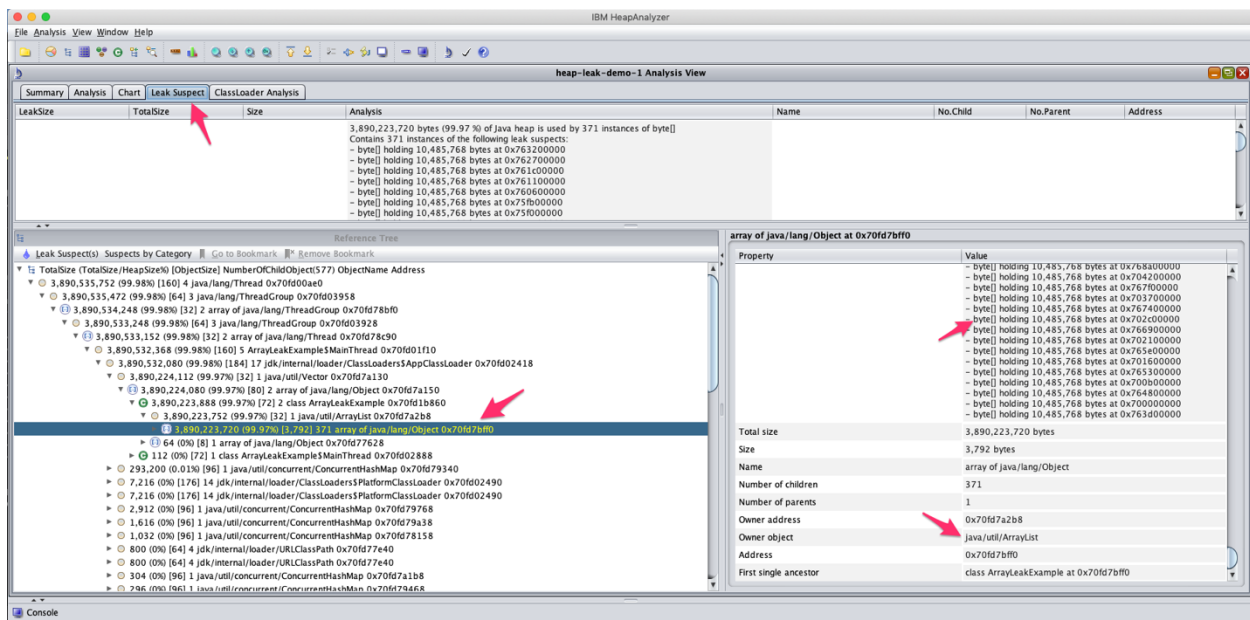 IBM HeapAnalyzer
File Analysis View Window Help
heap-leak-demo-1 Analysis View
Summary Analysis Chart Leak Suspect ClassLoader Analysis
LeakSize TotalSize Size Analysis Name No.Child No.Parent Address
3,890,223,720 bytes (99.97 %) of Java heap is used by 371 instances of byte[]
Contains 371 instances of the following leak suspects:
- byte[] holding 10,485,768 bytes at 0x763200000
- byte[] holding 10,485,768 bytes at 0x762700000
- byte[] holding 10,485,768 bytes at 0x761c00000
- byte[] holding 10,485,768 bytes at 0x761100000
- byte[] holding 10,485,768 bytes at 0x760600000
- byte[] holding 10,485,768 bytes at 0x75fb00000
- byte[] holding 10,485,768 bytes at 0x75f000000
Reference Tree
Leak Suspect(s) Suspects by Category Go to Bookmark Remove Bookmark
TotalSize (TotalSize/HeapSize%) [ObjectSize] NumberOfChildObject(577) ObjectName Address
3,890,535,752 (99.98%) [160] 4 java/lang/Thread 0x70fd00ae0
3,890,535,472 (99.98%) [64] 3 java/lang/ThreadGroup 0x70fd03958
3,890,534,248 (99.98%) [32] 2 array of java/lang/ThreadGroup 0x70fd78bf0
3,890,533,248 (99.98%) [64] 3 java/lang/ThreadGroup 0x70fd03928
3,890,533,152 (99.98%) [32] 2 array of java/lang/Thread 0x70fd78c90
3,890,532,368 (99.98%) [160] 5 ArrayLeakExample$MainThread 0x70fd01f10
3,890,532,080 (99.98%) [184] 17 jdk/internal/loader/ClassLoaders$AppClassLoader 0x70fd02418
3,890,224,112 (99.97%) [32] 1 java/util/Vector 0x70fd7a130
3,890,224,080 (99.97%) [80] 2 array of java/lang/Object 0x70fd7a150
3,890,223,888 (99.97%) [72] 2 class ArrayLeakExample 0x70fd1b860
3,890,223,752 (99.97%) [32] 1 java/util/ArrayList 0x70fd7a2b8
3,890,223,720 (99.97%) [3,792] 371 array of java/lang/Object 0x70fd7bff0
64 (0%) [8] 1 array of java/lang/Object 0x70fd77628
112 (0%) [72] 1 class ArrayLeakExample$MainThread 0x70fd02888
293,200 (0.01%) [96] 1 java/util/concurrent/ConcurrentHashMap 0x70fd79340
7,216 (0%) [176] 14 jdk/internal/loader/ClassLoaders$PlatformClassLoader 0x70fd02490
7,216 (0%) [176] 14 jdk/internal/loader/ClassLoaders$PlatformClassLoader 0x70fd02490
2,912 (0%) [96] 1 java/util/concurrent/ConcurrentHashMap 0x70fd79768
1,616 (0%) [96] 1 java/util/concurrent/ConcurrentHashMap 0x70fd79a38
1,032 (0%) [96] 1 java/util/concurrent/ConcurrentHashMap 0x70fd78158
800 (0%) [64] 4 jdk/internal/loader/URLClassPath 0x70fd77e40
800 (0%) [64] 4 jdk/internal/loader/URLClassPath 0x70fd77e40
304 (0%) [96] 1 java/util/concurrent/ConcurrentHashMap 0x70fd7a1b8
296 (0%) [96] 1 java/util/concurrent/ConcurrentHashMap 0x70fd79468
array of java/lang/Object at 0x70fd7bff0
Property Value
- byte[] holding 10,485,768 bytes at 0x768a00000
- byte[] holding 10,485,768 bytes at 0x704200000
- byte[] holding 10,485,768 bytes at 0x767f00000
- byte[] holding 10,485,768 bytes at 0x703700000
- byte[] holding 10,485,768 bytes at 0x767400000
- byte[] holding 10,485,768 bytes at 0x702c00000
- byte[] holding 10,485,768 bytes at 0x766900000
- byte[] holding 10,485,768 bytes at 0x702100000
- byte[] holding 10,485,768 bytes at 0x765e00000
- byte[] holding 10,485,768 bytes at 0x701600000
- byte[] holding 10,485,768 bytes at 0x765300000
- byte[] holding 10,485,768 bytes at 0x700b00000
- byte[] holding 10,485,768 bytes at 0x764800000
- byte[] holding 10,485,768 bytes at 0x700000000
- byte[] holding 10,485,768 bytes at 0x763d00000
Total size 3,890,223,720 bytes
Size 3,792 bytes
Name array of java/lang/Object
Number of children 371
Number of parents 1
Owner address 0x70fd7a2b8
Owner object java/util/ArrayList
Address 0x70fd7bff0
First single ancestor class ArrayLeakExample at 0x70fd7bff0
Console